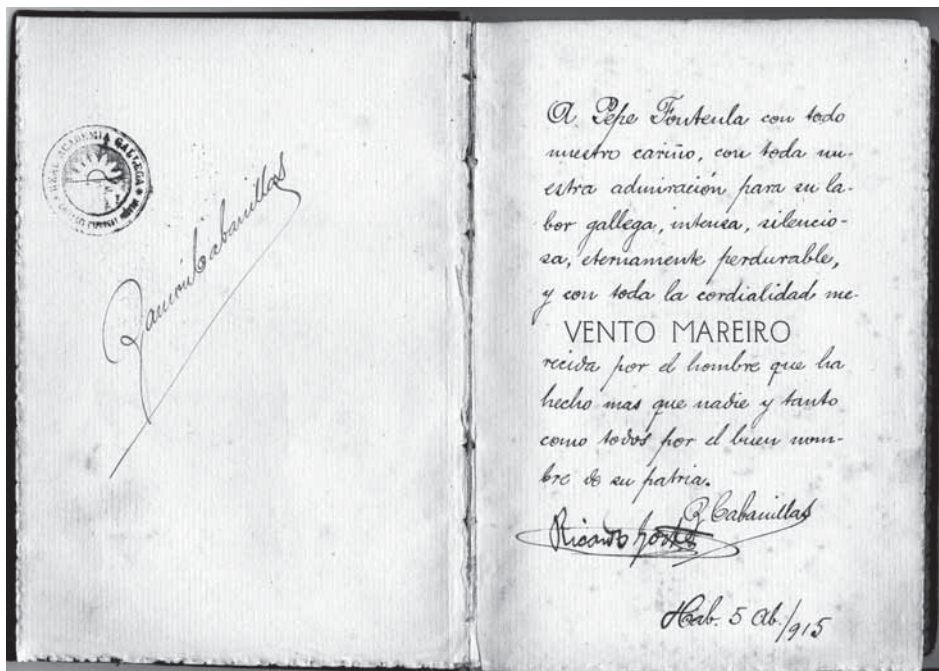 REAL ACADEMIA GALLEGA
Ramón Cabanillas
A Pepe Fontenla con todo
nuestro cariño, con toda nu-
estra admiración para su la-
bor gallega, intensa, silencio-
sa, eternamente perdurable,
y con toda la cordialidad me-
VENTO MAREIRO
recida por el hombre que ha
hecho mas que nadie y tanto
como todos por el buen nom-
bre de su patria.
R Cabanillas
Ricardo
Hab. 5 Ab./915